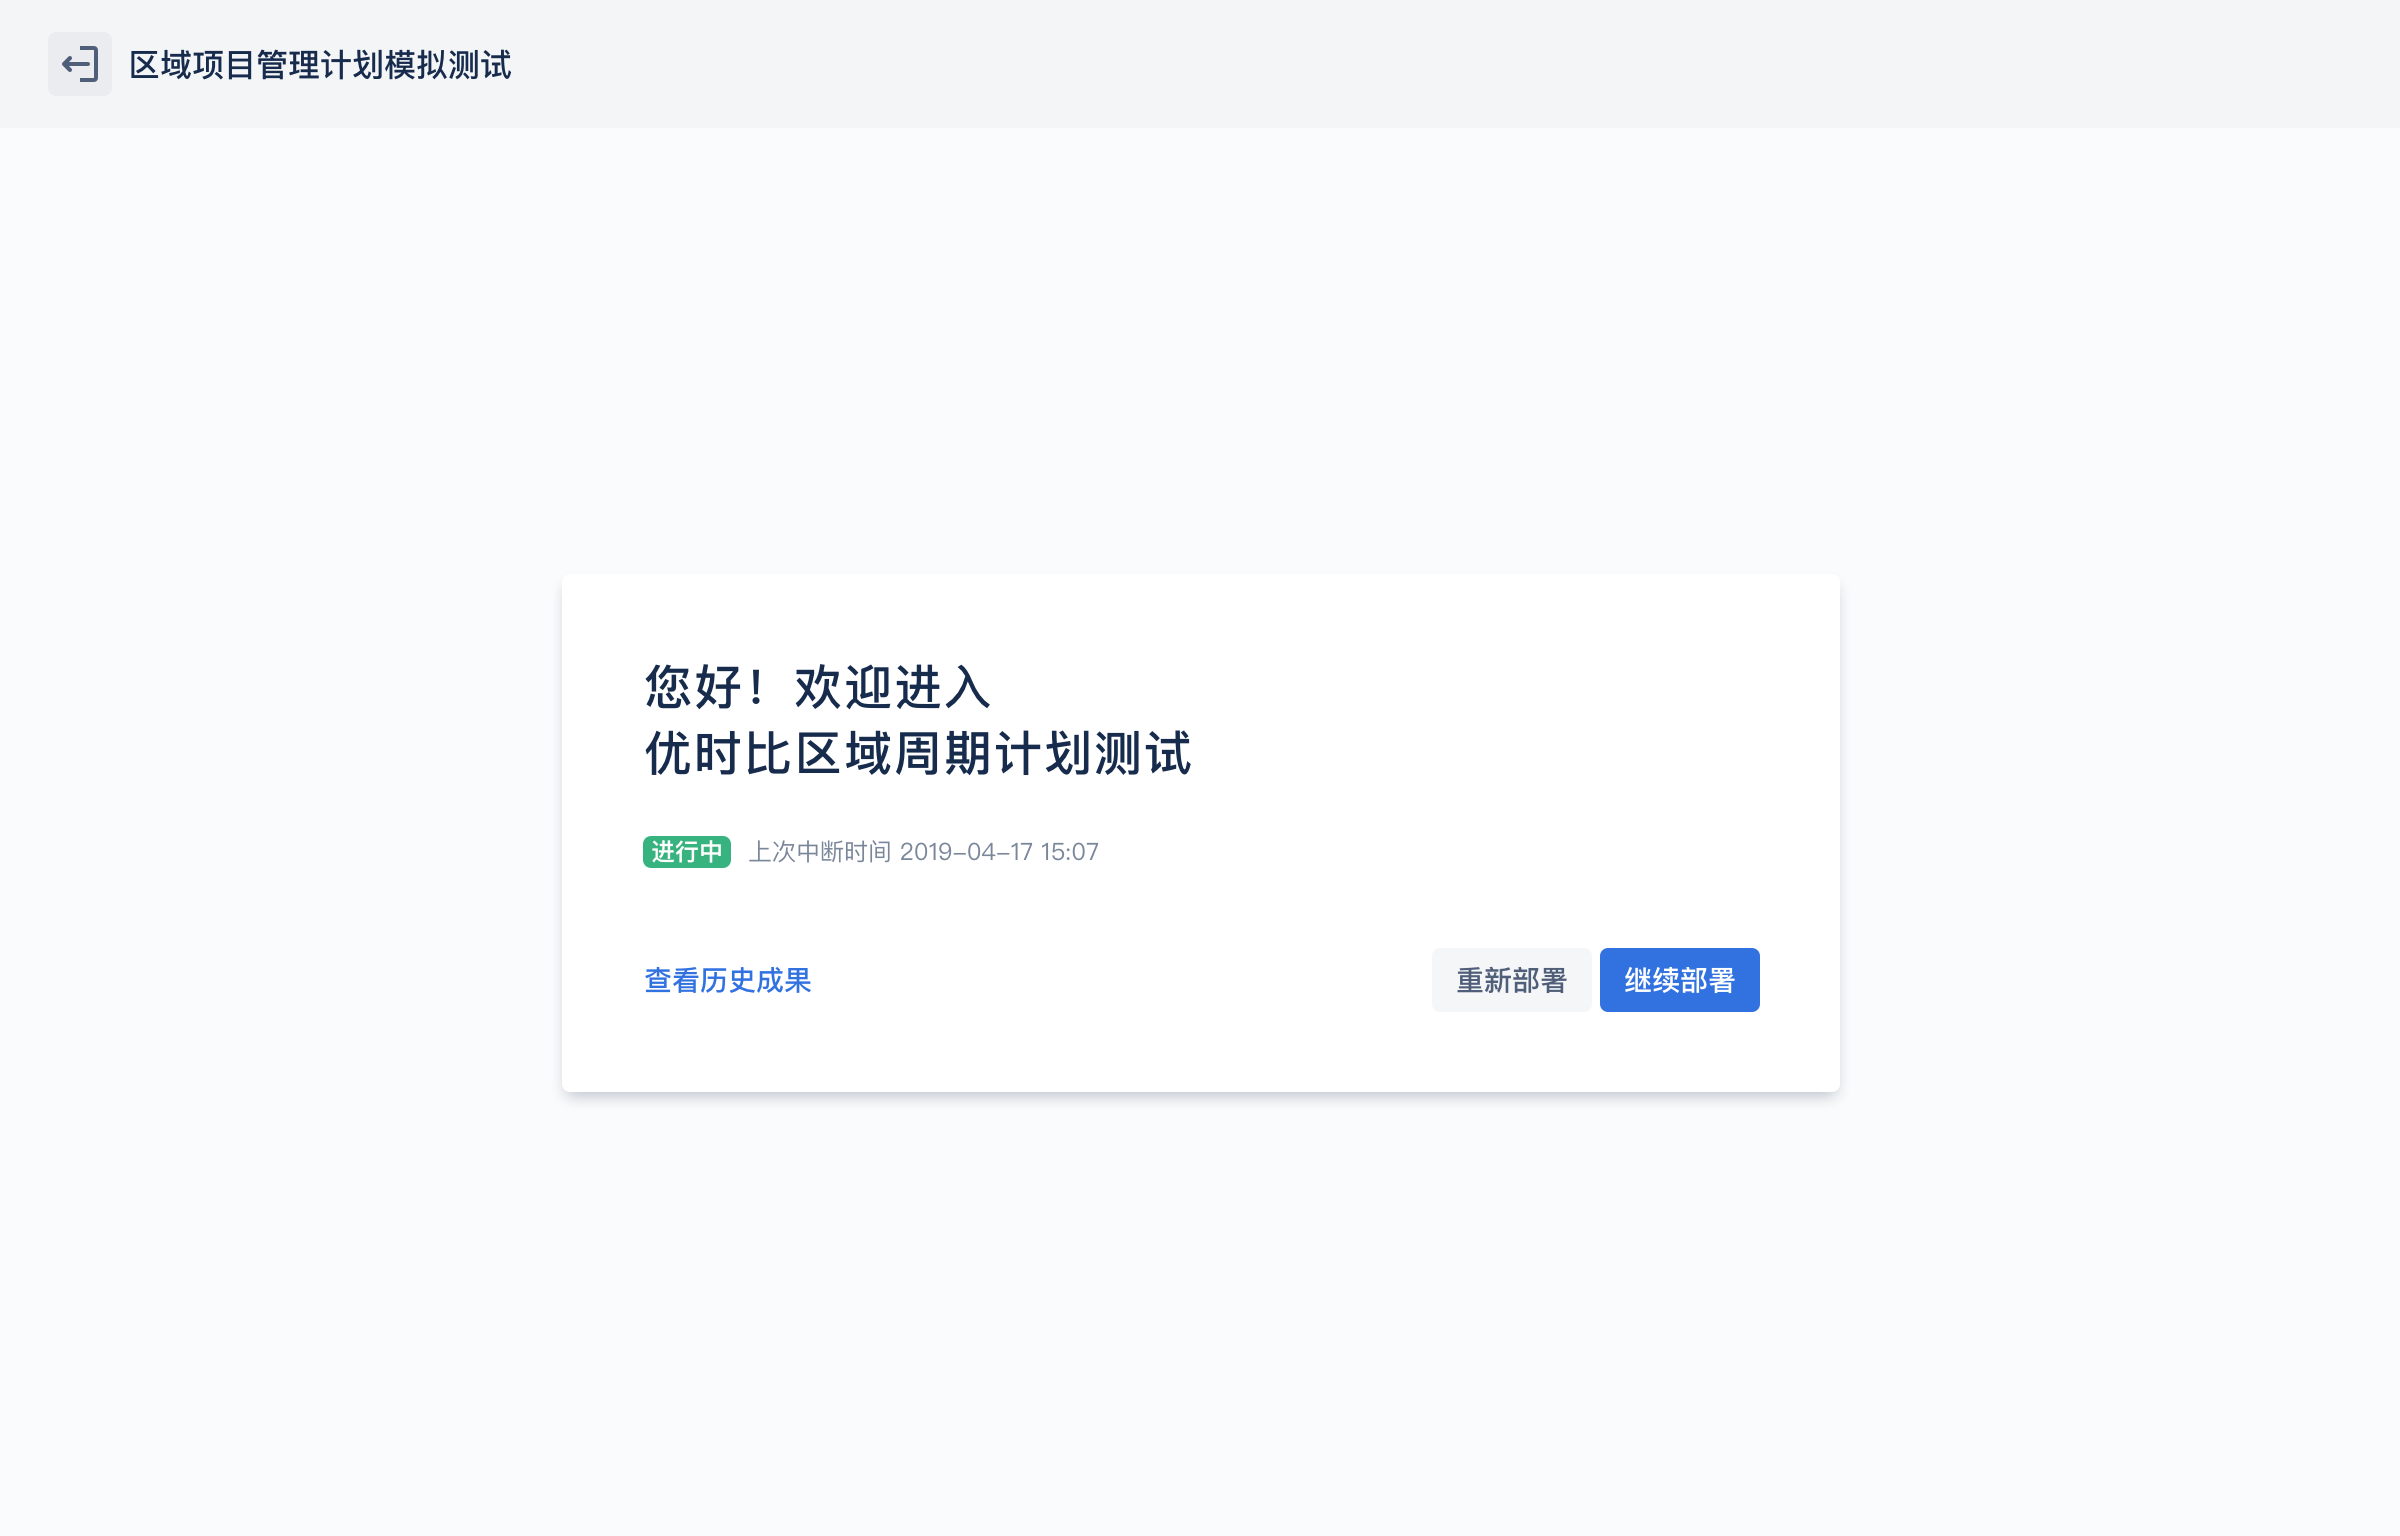 区域项目管理计划模拟测试
您好！欢迎进入
优时比区域周期计划测试
进行中 上次中断时间 2019-04-17 15:07
查看历史成果 重新部署 继续部署